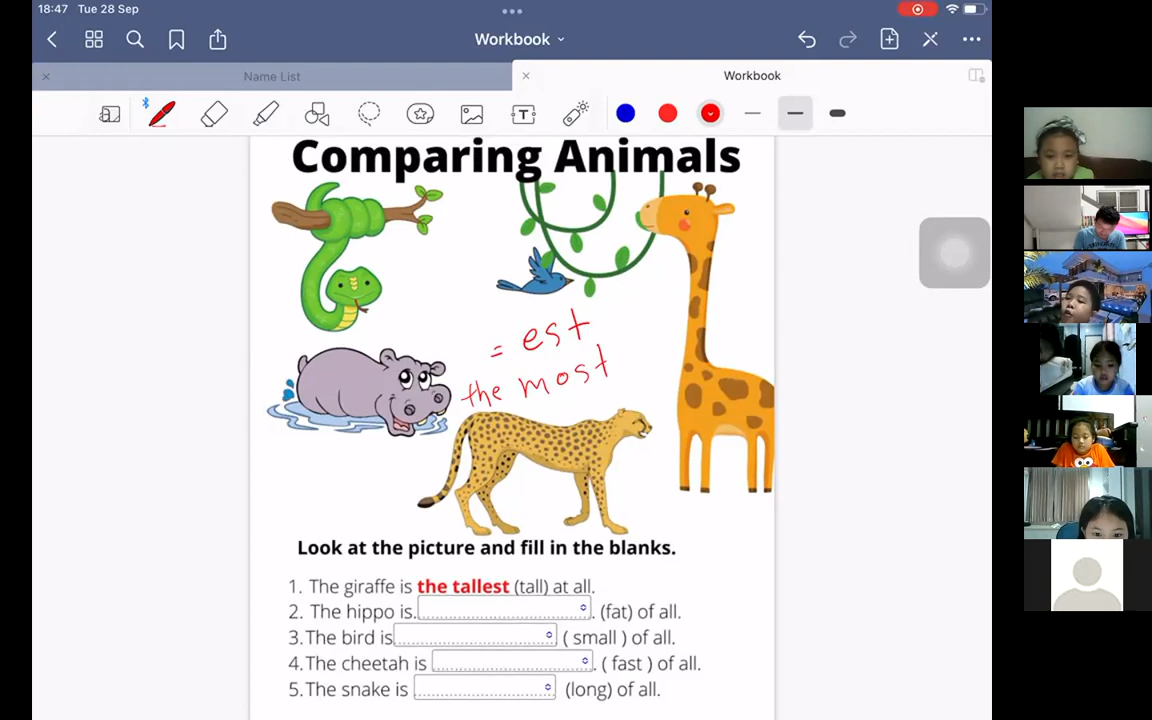 18:47 Tue 28 Sep
Workbook
Name List
Workbook
T
Comparing Animals
= est
the most
Look at the picture and fill in the blanks.
1. The giraffe is the tallest (tall) at all.
2. The hippo is. (fat) of all.
3.The bird is ( small ) of all.
4.The cheetah is . ( fast ) of all.
5.The snake is (long) of all.